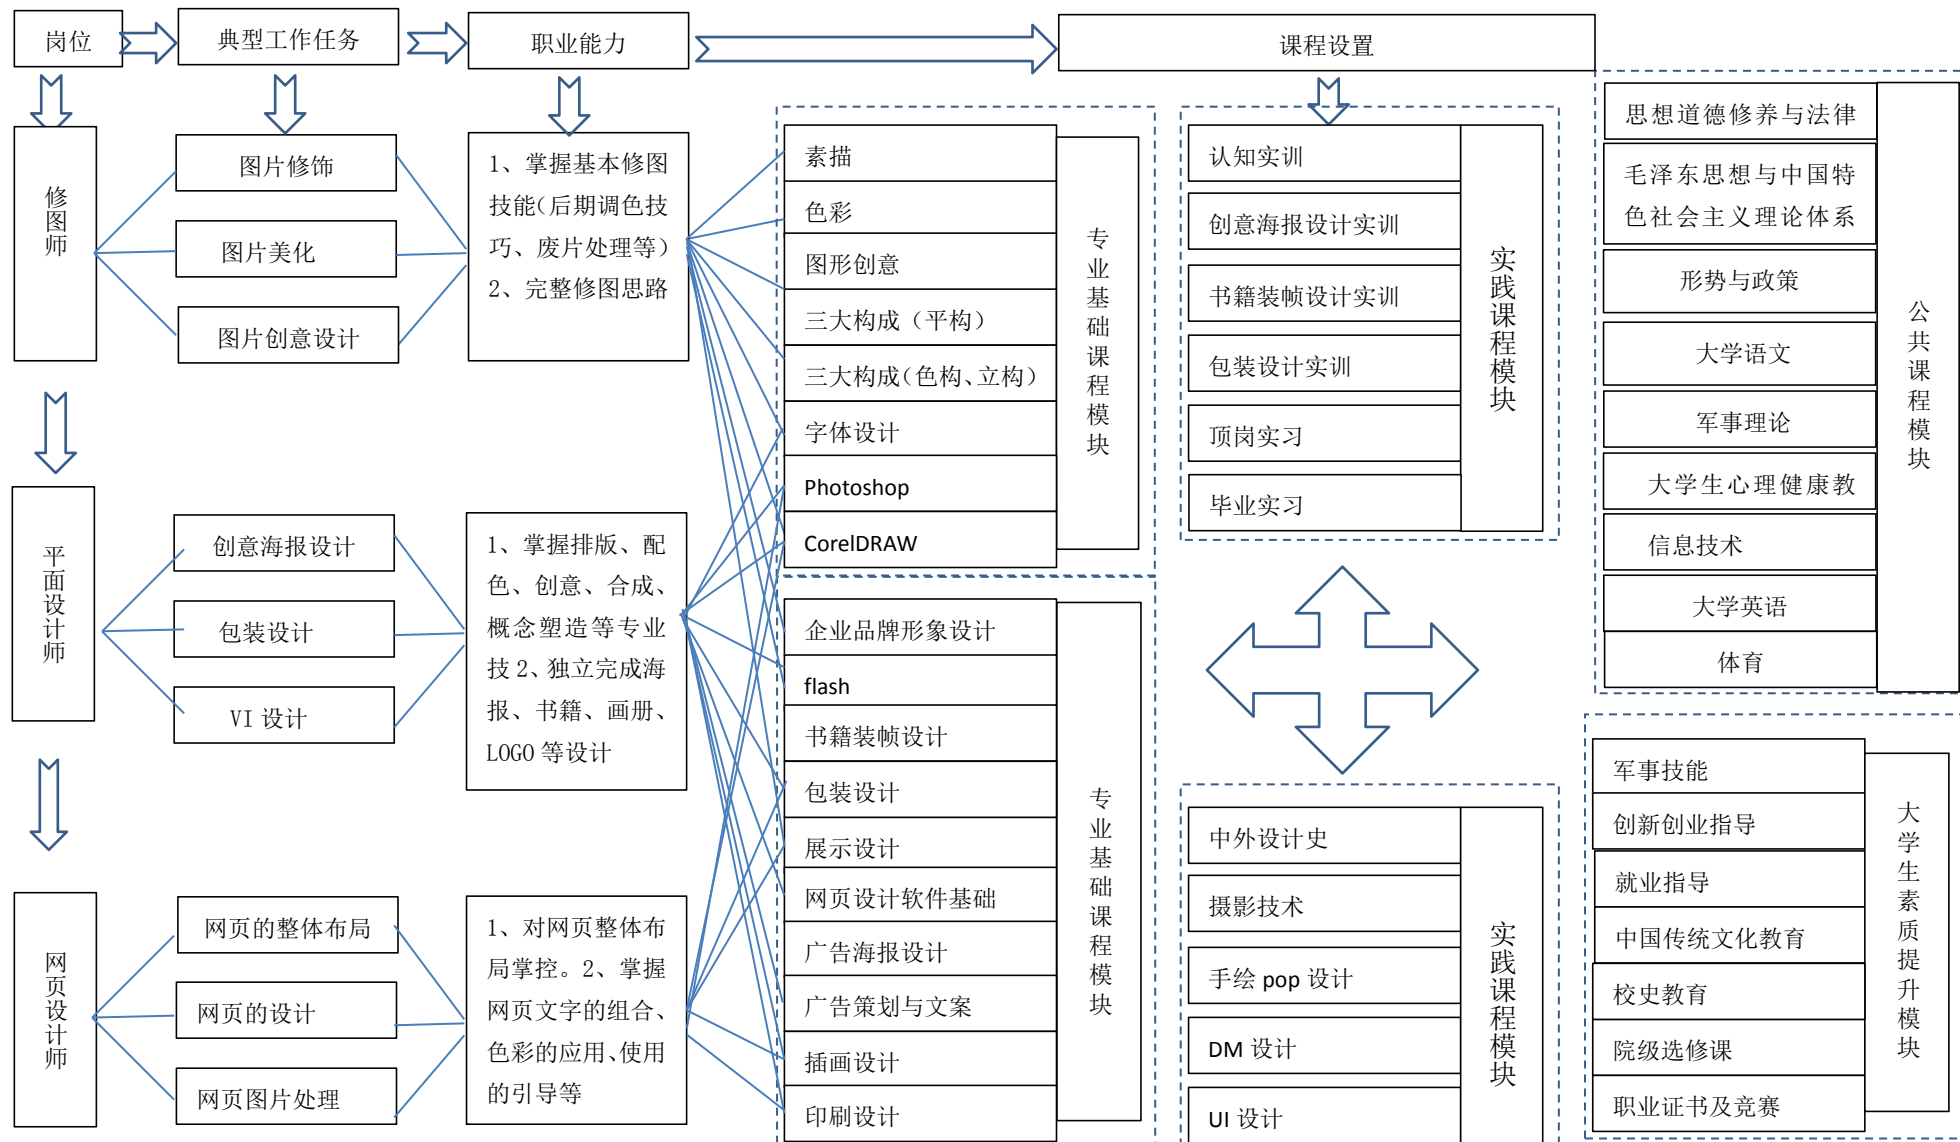 岗位
典型工作任务
职业能力
课程设置
修图师
图片修饰
图片美化
图片创意设计
1、掌握基本修图
技能（后期调色技
巧、废片处理等）
2、完整修图思路
平面设计师
创意海报设计
包装设计
VI 设计
1、掌握排版、配
色、创意、合成、
概念塑造等专业
技 2、独立完成海
报、书籍、画册、
LOGO 等设计
网页设计师
网页的整体布局
网页的设计
网页图片处理
1、对网页整体布
局掌控。2、掌握
网页文字的组合、
色彩的应用、使用
的引导等
素描
色彩
图形创意
三大构成（平构）
三大构成（色构、立构）
字体设计
Photoshop
CorelDRAW
专业基础课程模块
企业品牌形象设计
flash
书籍装帧设计
包装设计
展示设计
网页设计软件基础
广告海报设计
广告策划与文案
插画设计
印刷设计
专业基础课程模块
认知实训
创意海报设计实训
书籍装帧设计实训
包装设计实训
顶岗实习
毕业实习
实践课程模块
中外设计史
摄影技术
手绘 pop 设计
DM 设计
UI 设计
实践课程模块
思想道德修养与法律
毛泽东思想与中国特
色社会主义理论体系
形势与政策
大学语文
军事理论
大学生心理健康教
信息技术
大学英语
体育
公共课程模块
军事技能
创新创业指导
就业指导
中国传统文化教育
校史教育
院级选修课
职业证书及竞赛
大学生素质提升模块